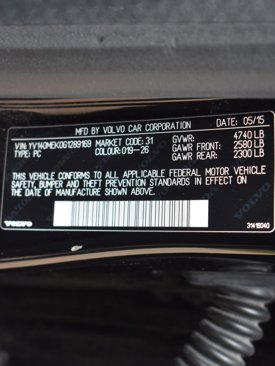 MFD BY VOLVO CAR CORPORATION DATE: 05/15
VIN: YV140MEK0G1289169 MARKET CODE: 31 GVWR: 4740 LB
TYPE: PC COLOUR: 019-26 GAWR FRONT: 2580 LB
GAWR REAR: 2300 LB
THIS VEHICLE CONFORMS TO ALL APPLICABLE FEDERAL MOTOR VEHICLE
SAFETY, BUMPER AND THEFT PREVENTION STANDARDS IN EFFECT
ON THE DATE OF MANUFACTURE SHOWN ABOVE.
VOLVO 31416040